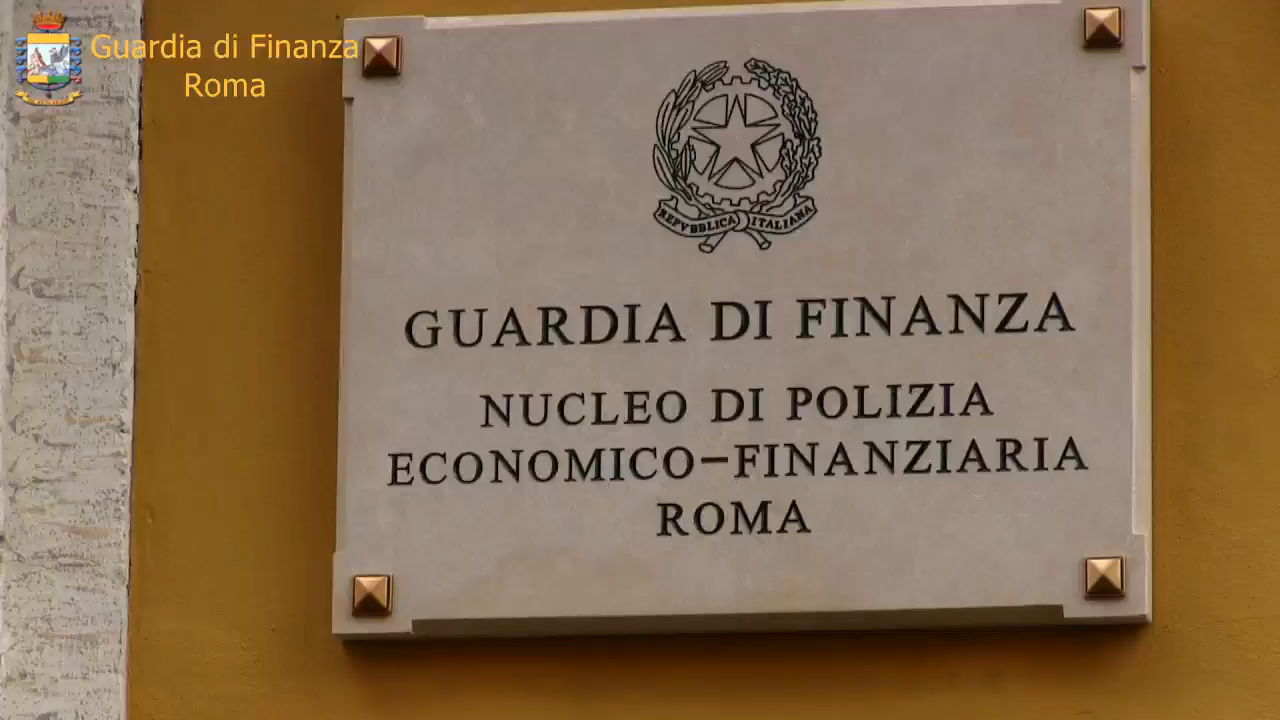 Guardia di Finanza
Roma
REPVBBLICA ITALIANA
GUARDIA DI FINANZA
NUCLEO DI POLIZIA
ECONOMICO-FINANZIARIA
ROMA